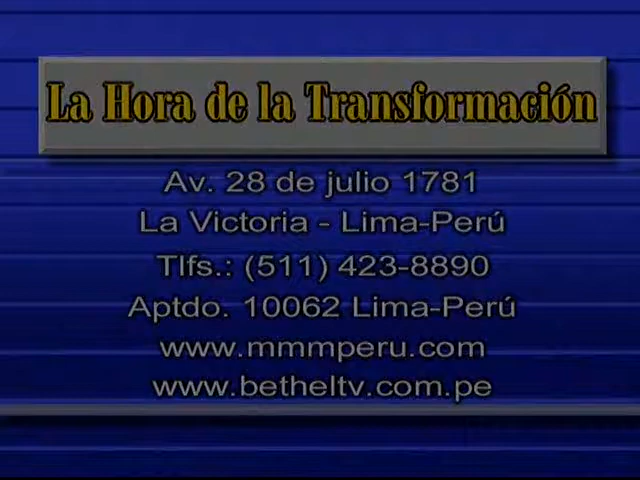 La Hora de la Transformación
Av. 28 de julio 1781
La Victoria - Lima-Perú
Tlfs.: (511) 423-8890
Aptdo. 10062 Lima-Perú
www.mmmperu.com
www.betheltv.com.pe